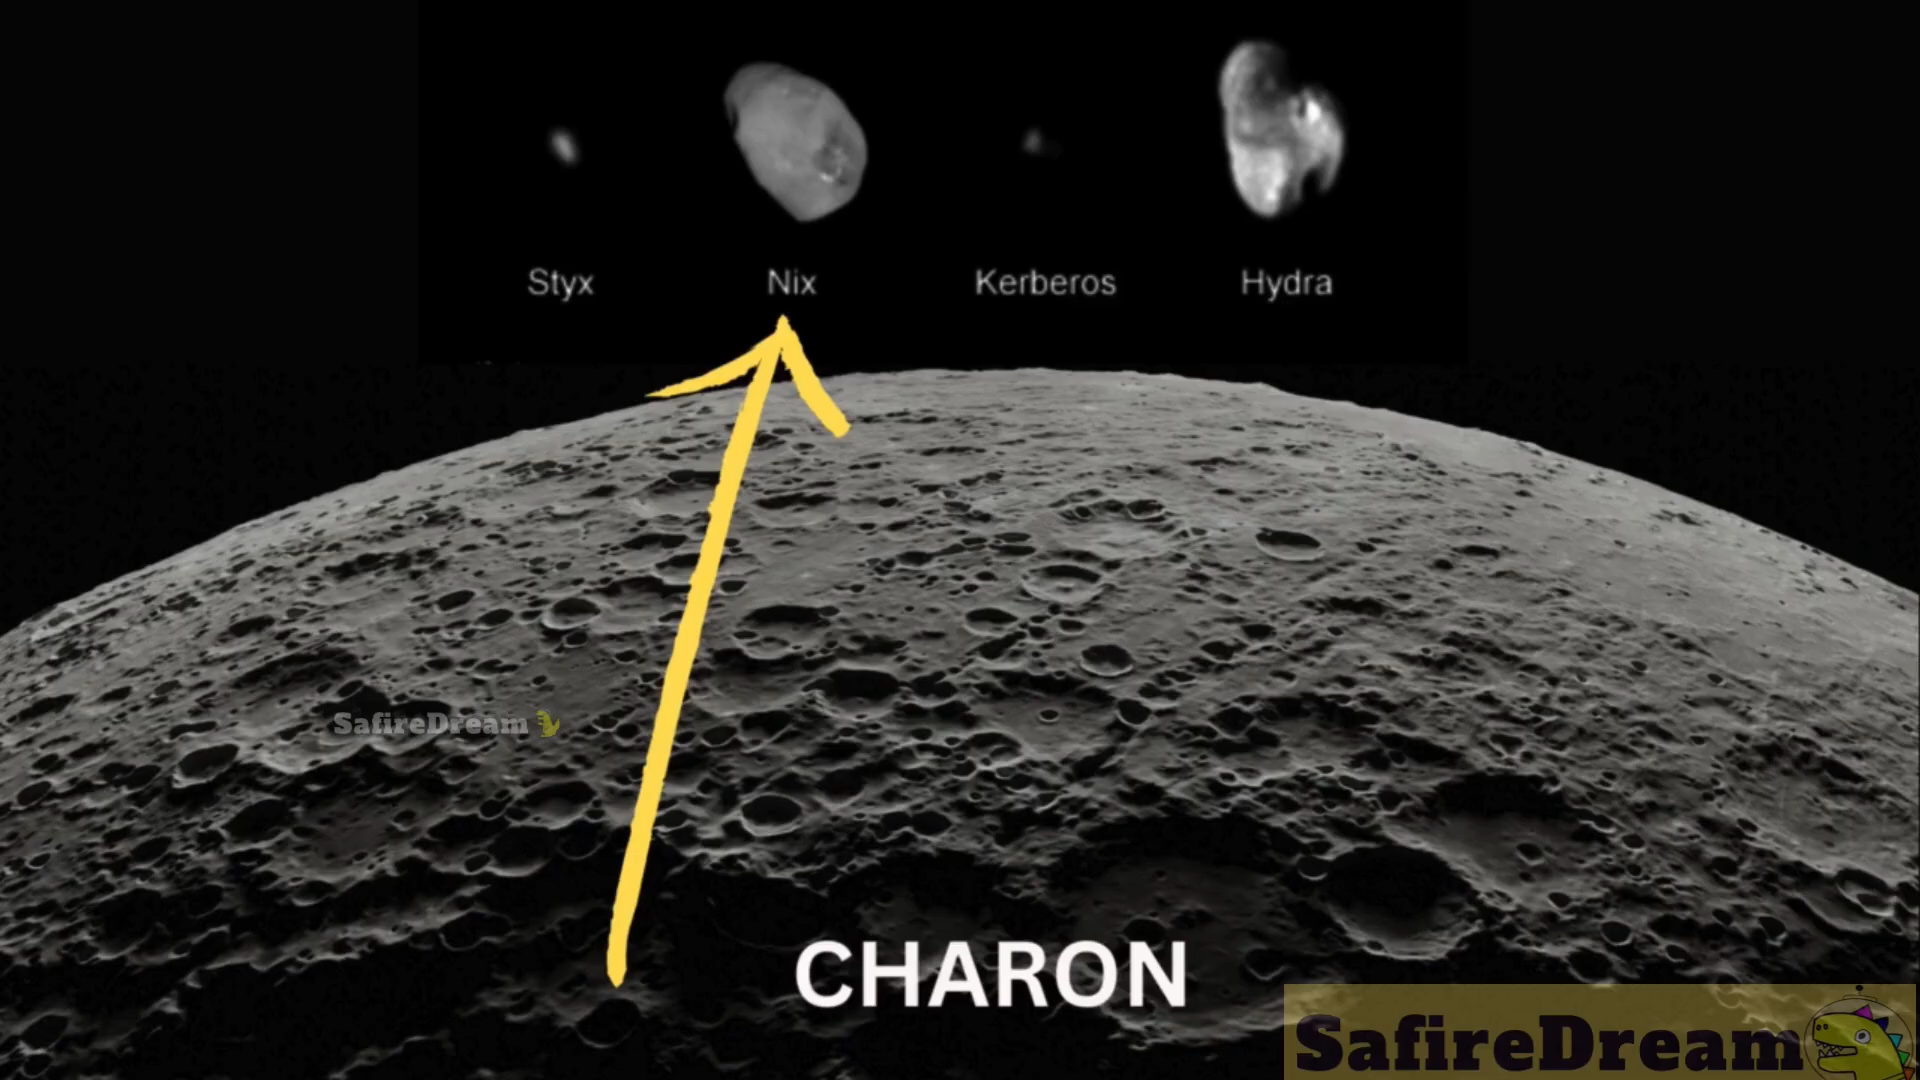 Styx
Nix
Kerberos
Hydra
SafireDream
CHARON
SafireDream